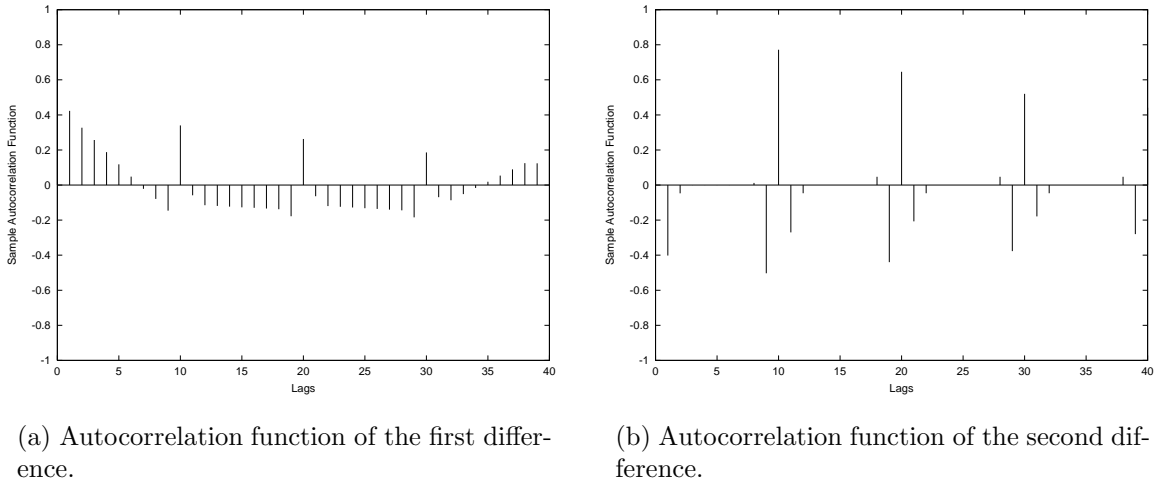 1
0.8
0.6
0.4
0.2
0
-0.2
-0.4
-0.6
-0.8
-1
Sample Autocorrelation Function
0 5 10 15 20 25 30 35 40
Lags
(a) Autocorrelation function of the first differ-
ence.
1
0.8
0.6
0.4
0.2
0
-0.2
-0.4
-0.6
-0.8
-1
Sample Autocorrelation Function
0 5 10 15 20 25 30 35 40
Lags
(b) Autocorrelation function of the second dif-
ference.